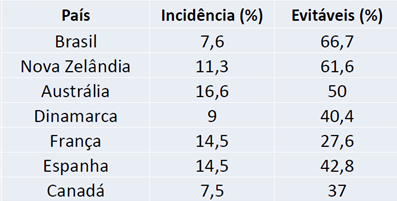 País Incidência (%) Evitáveis (%)
Brasil 7,6 66,7
Nova Zelândia 11,3 61,6
Austrália 16,6 50
Dinamarca 9 40,4
França 14,5 27,6
Espanha 14,5 42,8
Canadá 7,5 37